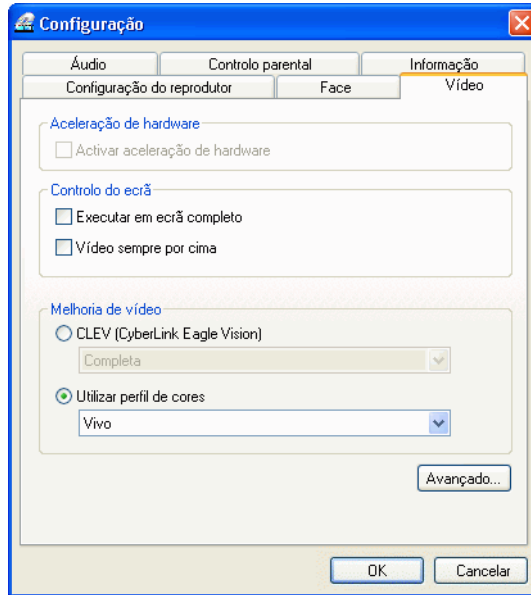 Configuração
Áudio
Controlo parental
Informação
Configuração do reprodutor
Face
Vídeo
Aceleração de hardware
Activar aceleração de hardware
Controlo do ecrã
Executar em ecrã completo
Vídeo sempre por cima
Melhoria de vídeo
CLEV (CyberLink Eagle Vision)
Completa
Utilizar perfil de cores
Vivo
Avançado...
OK
Cancelar